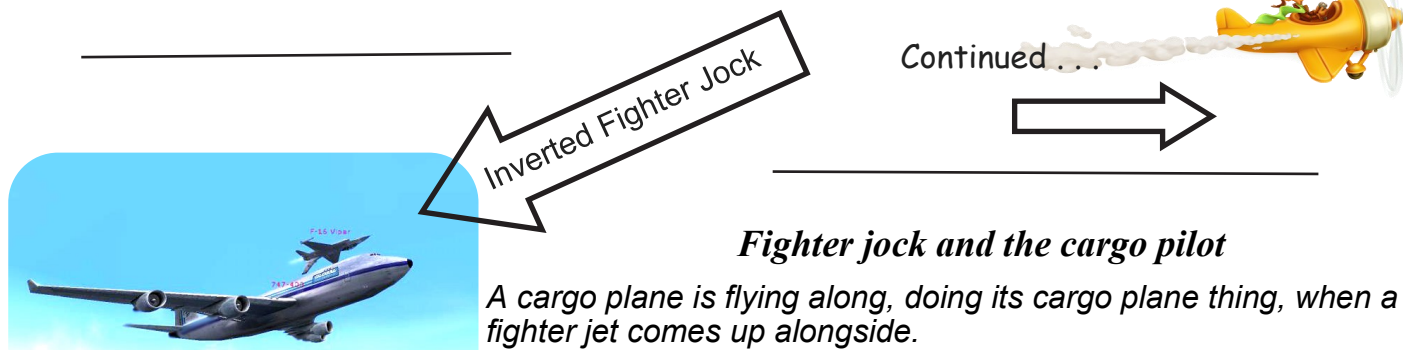 Continued . . .
Inverted Fighter Jock
F-16 Viper
747-400
Fighter jock and the cargo pilot
A cargo plane is flying along, doing its cargo plane thing, when a
fighter jet comes up alongside.